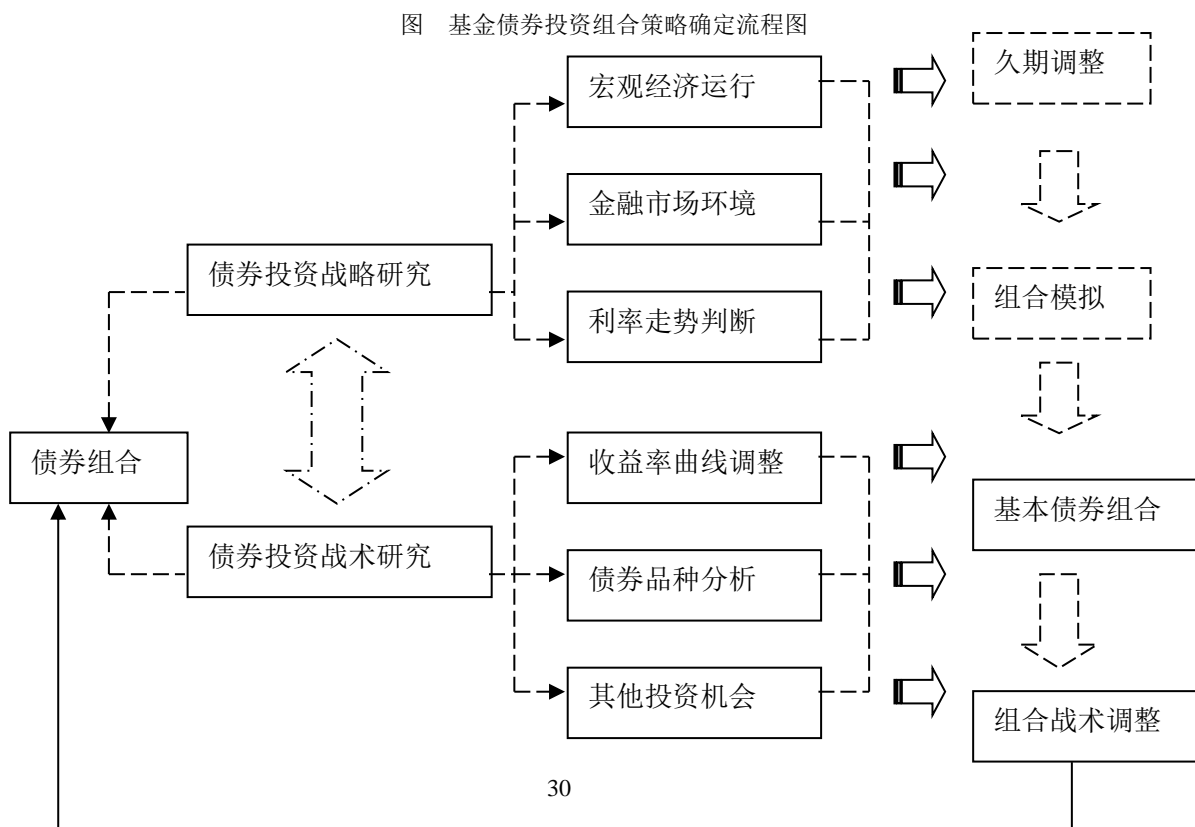 图 基金债券投资组合策略确定流程图
久期调整
宏观经济运行
金融市场环境
债券投资战略研究
组合模拟
利率走势判断
债券组合
收益率曲线调整
基本债券组合
债券投资战术研究
债券品种分析
其他投资机会
组合战术调整
30